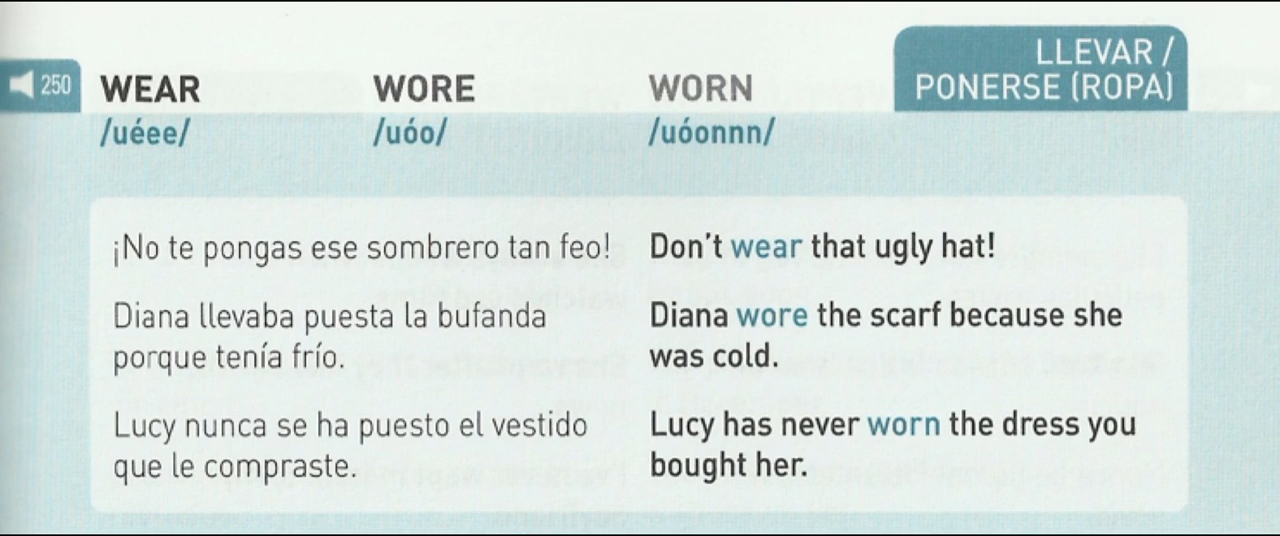 LLEVAR /
PONERSE (ROPA)
250
WEAR WORE WORN
/uéee/ /uóo/ /uóonnn/
¡No te pongas ese sombrero tan feo!
Don't wear that ugly hat!
Diana llevaba puesta la bufanda
porque tenía frío.
Diana wore the scarf because she
was cold.
Lucy nunca se ha puesto el vestido
que le compraste.
Lucy has never worn the dress you
bought her.